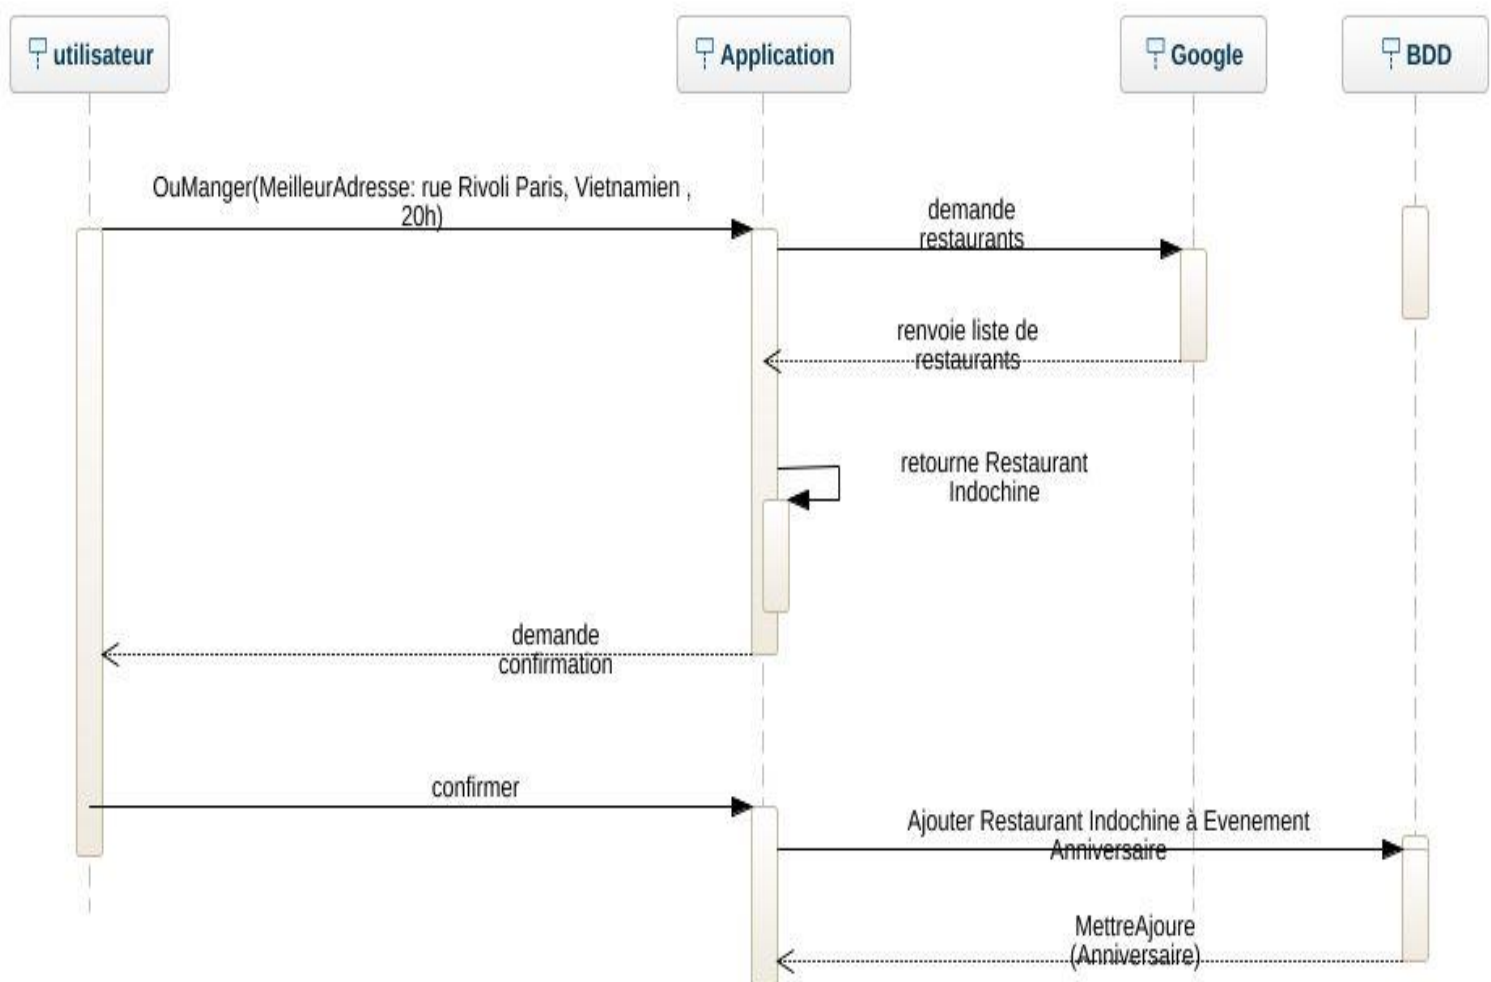 utilisateur
Application
Google
BDD
OuManger(MeilleurAdresse: rue Rivoli Paris, Vietnamien ,
20h)
demande
restaurants
renvoie liste de
restaurants
retourne Restaurant
Indochine
demande
confirmation
confirmer
Ajouter Restaurant Indochine à Evenement
Anniversaire
MettreAjoure
(Anniversaire)